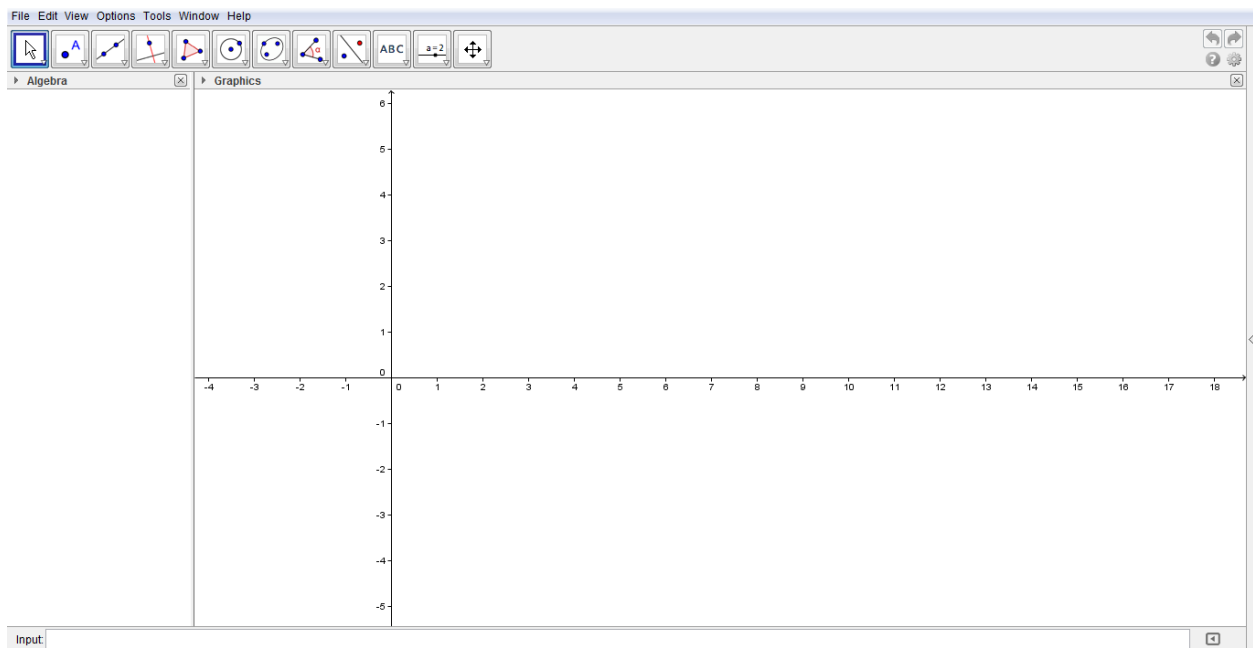 File Edit View Options Tools Window Help
A α ABC a=2
Algebra Graphics
6
5
4
3
2
1
0
-4 -3 -2 -1 0 1 2 3 4 5 6 7 8 9 10 11 12 13 14 15 16 17 18
-1
-2
-3
-4
-5
Input: